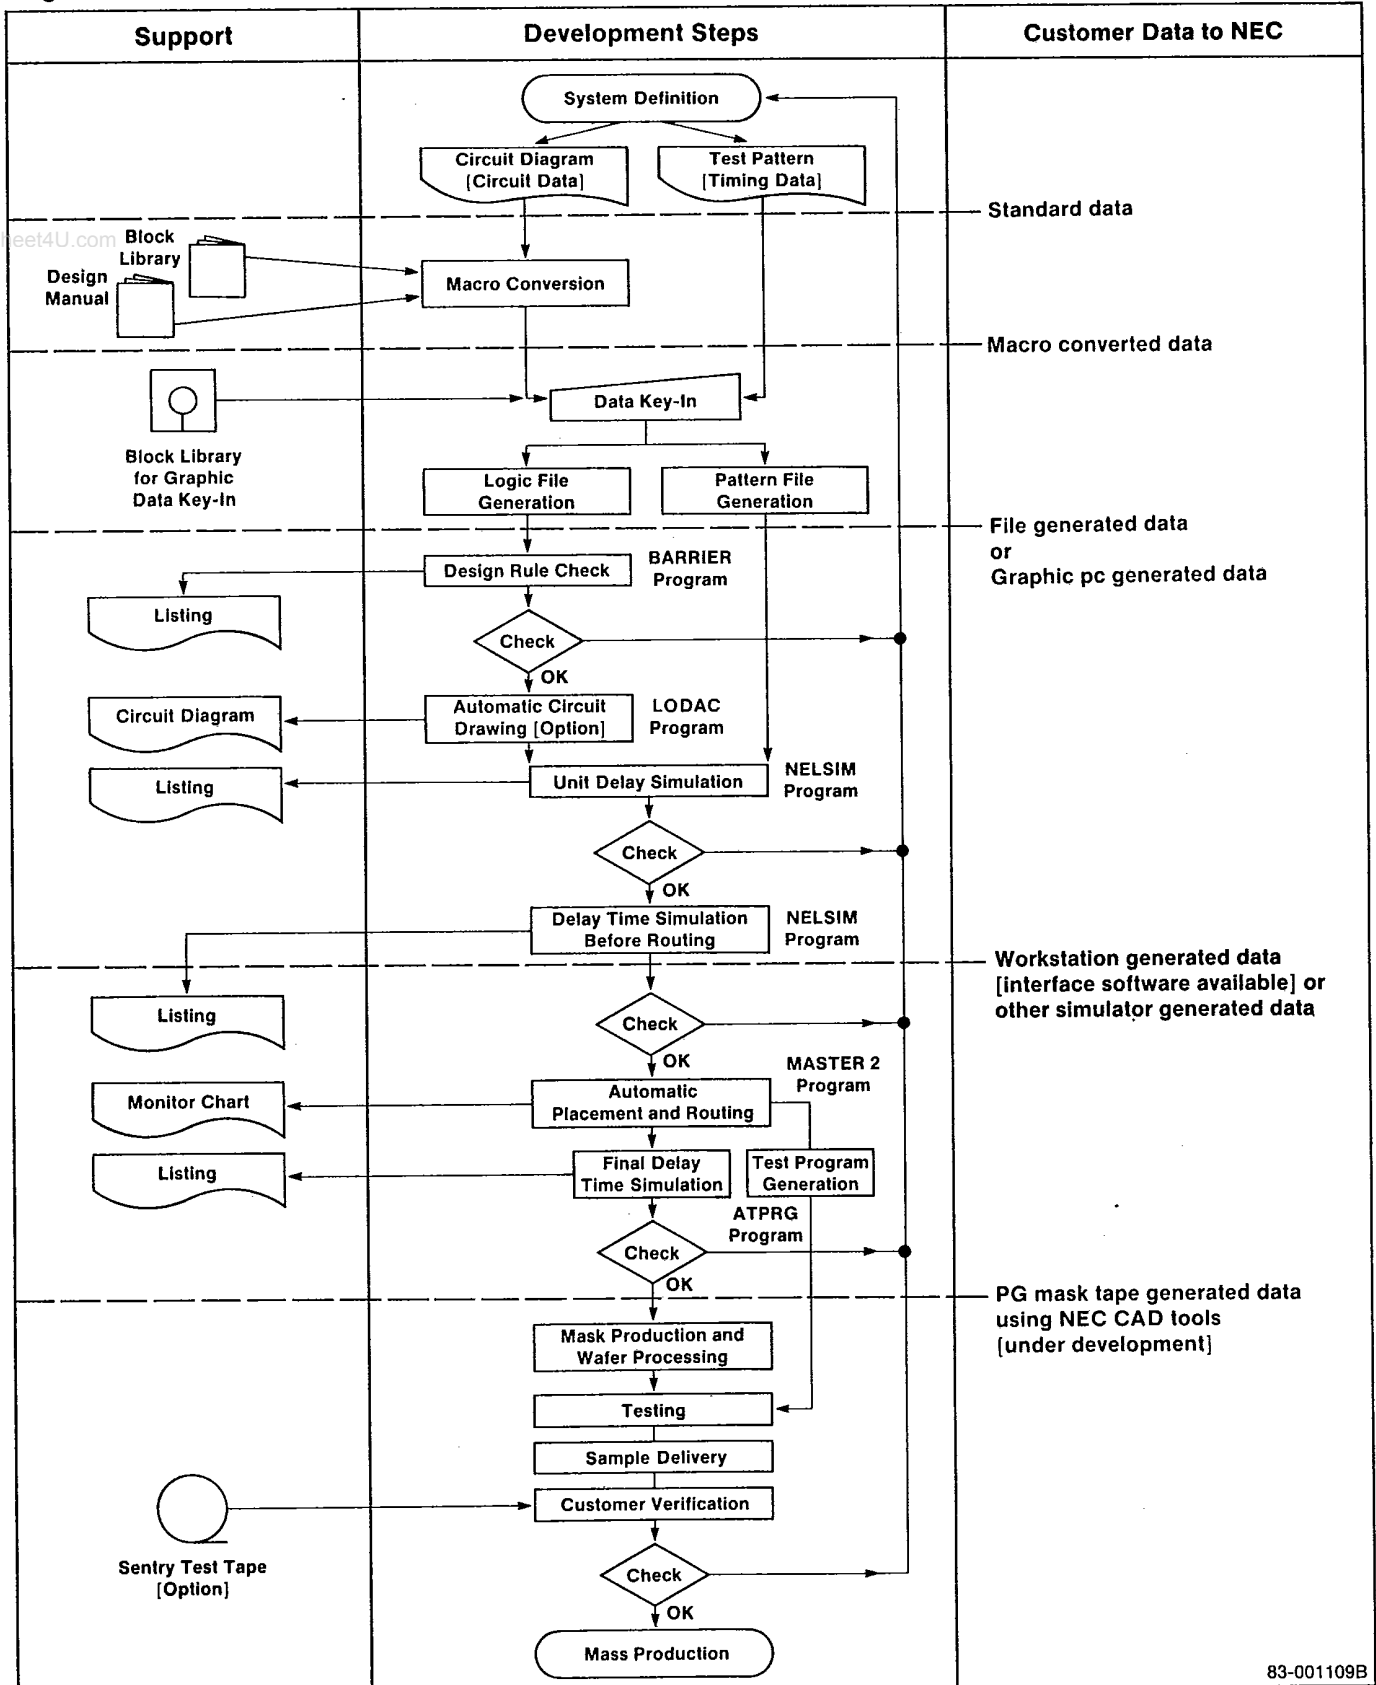 Support
Development Steps
Customer Data to NEC
System Definition
Circuit Diagram
[Circuit Data]
Test Pattern
[Timing Data]
Standard data
heet4U.com
Block
Library
Design
Manual
Macro Conversion
Macro converted data
Data Key-In
Block Library
for Graphic
Data Key-In
Logic File
Generation
Pattern File
Generation
File generated data
or
Graphic pc generated data
Design Rule Check
BARRIER
Program
Listing
Check
OK
Circuit Diagram
Automatic Circuit
Drawing [Option]
LODAC
Program
Listing
Unit Delay Simulation
NELSIM
Program
Check
OK
Delay Time Simulation
Before Routing
NELSIM
Program
Workstation generated data
[interface software available] or
other simulator generated data
Listing
Check
OK
MASTER 2
Program
Monitor Chart
Automatic
Placement and Routing
Listing
Final Delay
Time Simulation
Test Program
Generation
ATPRG
Program
Check
OK
PG mask tape generated data
using NEC CAD tools
[under development]
Mask Production and
Wafer Processing
Testing
Sample Delivery
Customer Verification
Sentry Test Tape
[Option]
Check
OK
Mass Production
83-001109B